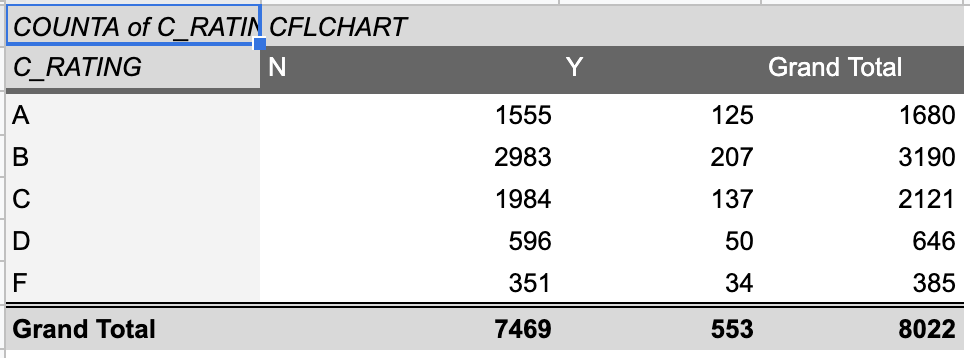 COUNTA of C_RATIN CFLCHART
C_RATING N Y Grand Total
A 1555 125 1680
B 2983 207 3190
C 1984 137 2121
D 596 50 646
F 351 34 385
Grand Total 7469 553 8022